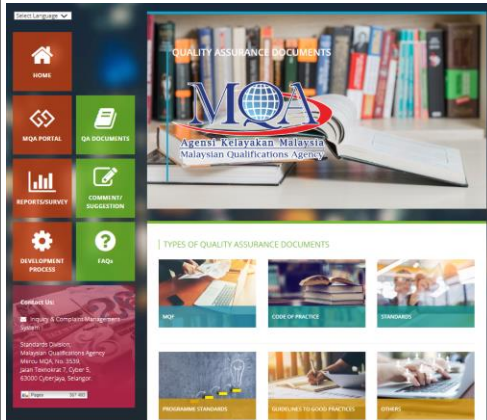 Select Language
HOME
MQA PORTAL
QA DOCUMENTS
REPORTS/SURVEY
COMMENT/
SUGGESTION
DEVELOPMENT
PROCESS
FAQs
Contact Us:
Inquiry & Complains Management
System
Standards Division,
Malaysian Qualifications Agency
Mercu MQA, No. 3539,
Jalan Teknokrat 7, Cyber 5,
63000 Cyberjaya, Selangor.
QUALITY ASSURANCE DOCUMENTS
MQA
Agensi Kelayakan Malaysia
Malaysian Qualifications Agency
TYPES OF QUALITY ASSURANCE DOCUMENTS
MQF
CODE OF PRACTICE
STANDARDS
PROGRAMME STANDARDS
GUIDELINES TO GOOD PRACTICES
OTHERS